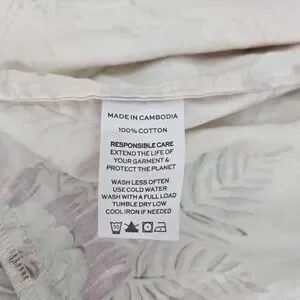 MADE IN CAMBODIA
100% COTTON
RESPONSIBLE CARE
EXTEND THE LIFE OF
YOUR GARMENT &
PROTECT THE PLANET
WASH LESS OFTEN
USE COLD WATER
WASH WITH A FULL LOAD
TUMBLE DRY LOW
COOL IRON IF NEEDED
30